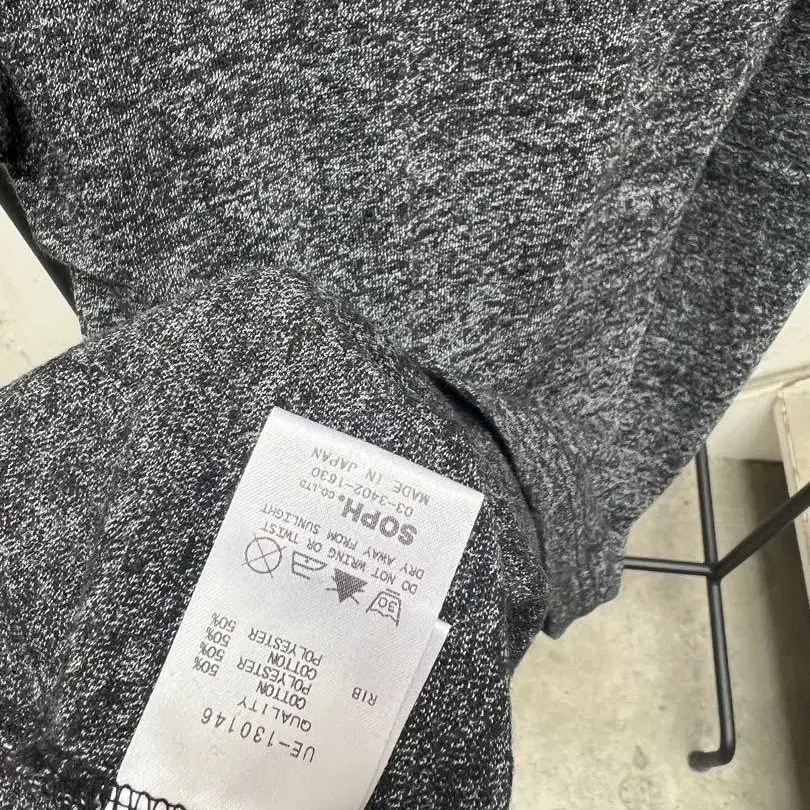 UE-130146
QUALITY
COTTON 50%
POLYESTER 50%
RIB COTTON 50%
POLYESTER 50%
30
DO NOT WRING OR TWIST
DRY AWAY FROM SUNLIGHT
SOPH. CO.,LTD
03-3402-1630
MADE IN JAPAN